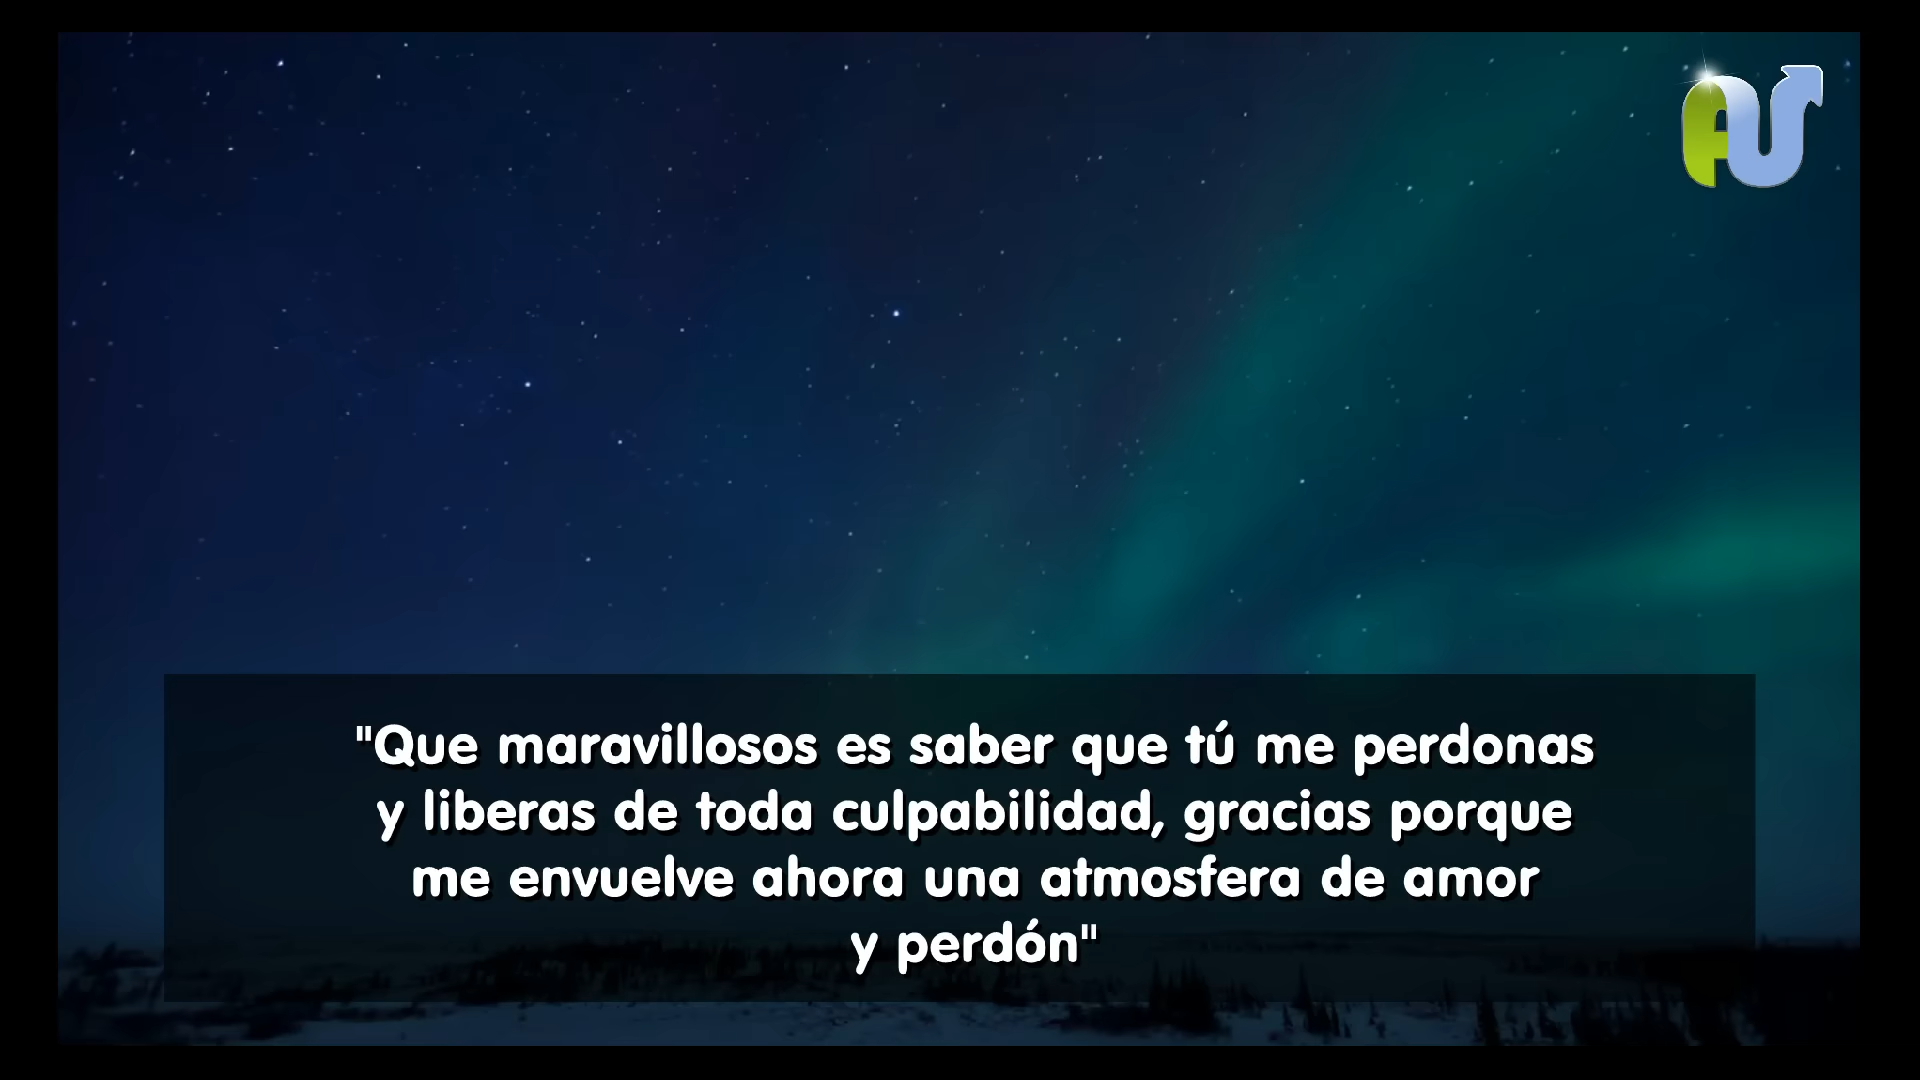 AU
"Que maravillosos es saber que tú me perdonas
y liberas de toda culpabilidad, gracias porque
me envuelve ahora una atmosfera de amor
y perdón"